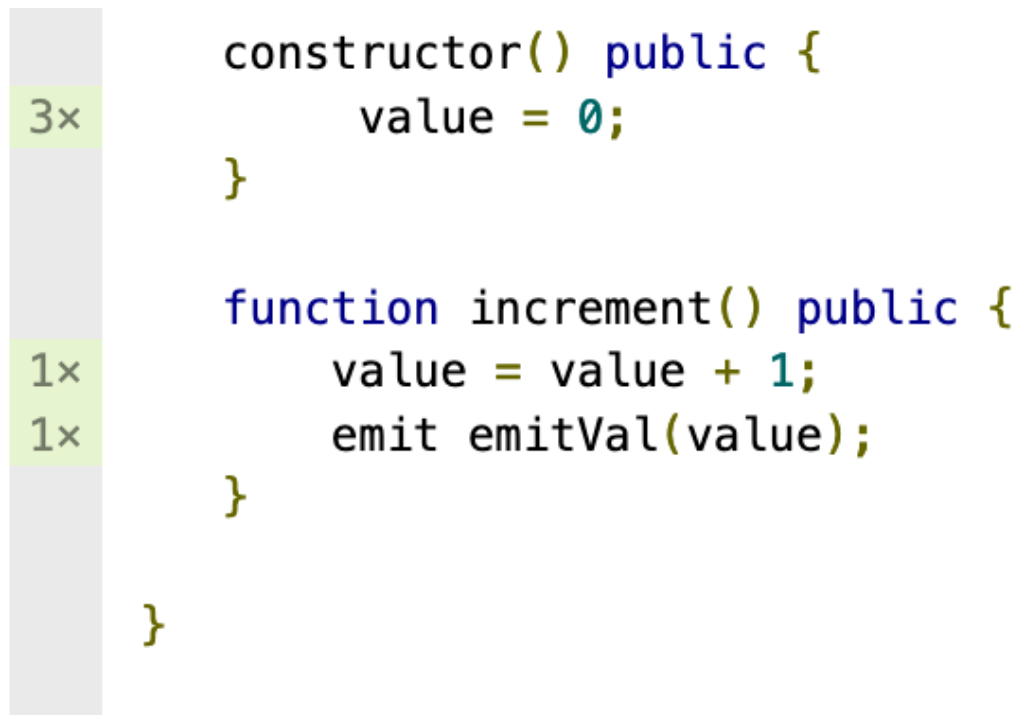 constructor() public {
3× value = 0;
}
function increment() public {
1× value = value + 1;
1× emit emitVal(value);
}
}